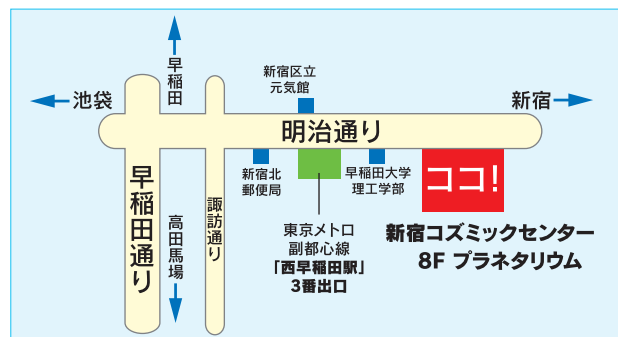 早稲田
池袋
新宿区立
元気館
新宿
明治通り
早稲田通り
高田馬場
諏訪通り
新宿北
郵便局
東京メトロ
副都心線
「西早稲田駅」
3番出口
早稲田大学
理工学部
ココ!
新宿コズミックセンター
8F プラネタリウム